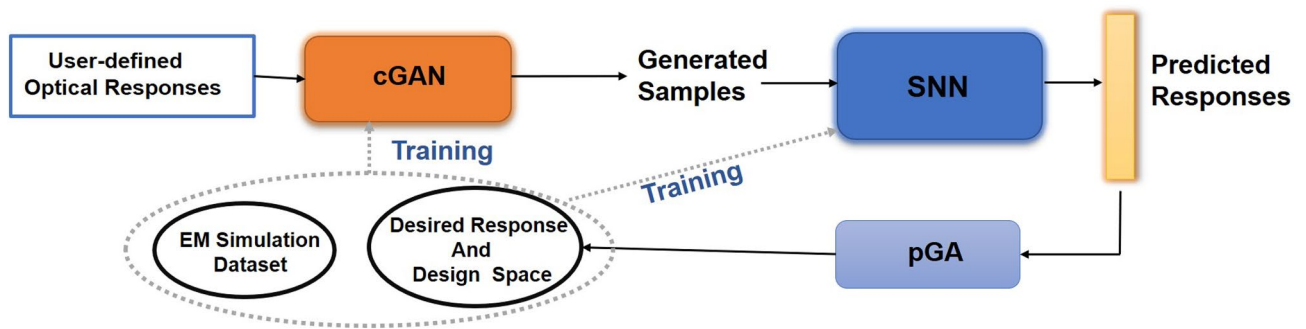 User-defined
Optical Responses
cGAN
Generated
Samples
SNN
Predicted
Responses
Training
Training
EM Simulation
Dataset
Desired Response
And
Design Space
pGA